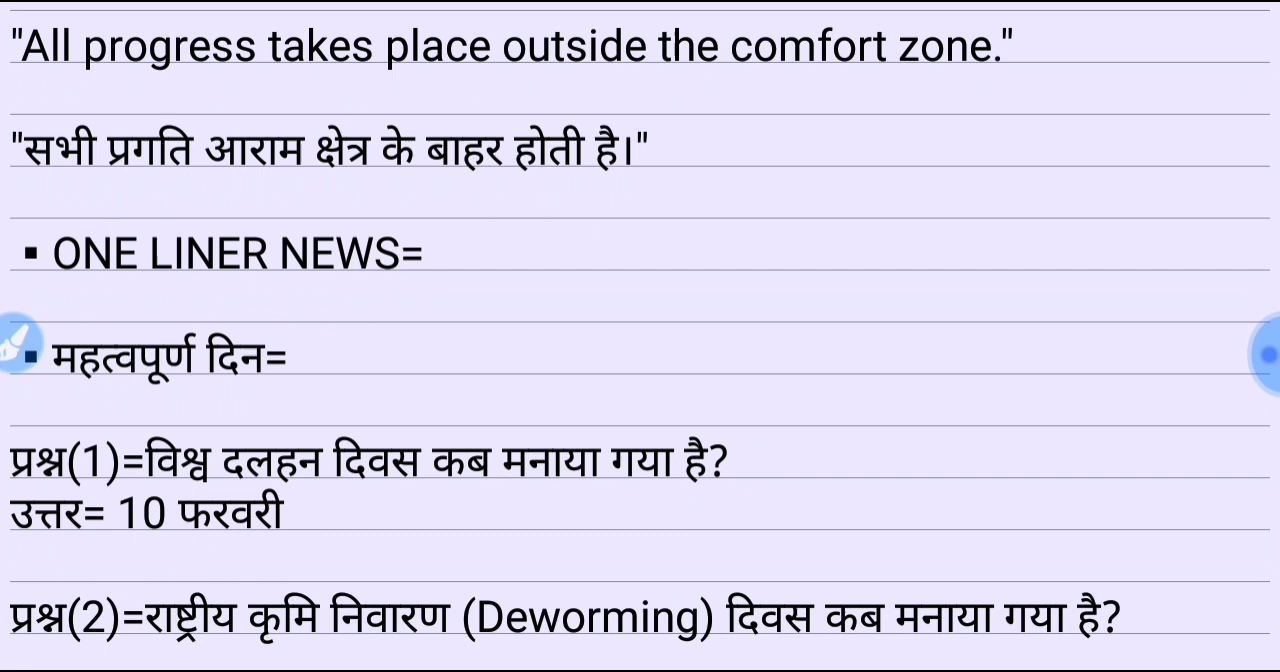 "All progress takes place outside the comfort zone."
"सभी प्रगति आराम क्षेत्र के बाहर होती है।"
▪ ONE LINER NEWS=
▪ महत्वपूर्ण दिन=
प्रश्न(1)=विश्व दलहन दिवस कब मनाया गया है?
उत्तर= 10 फरवरी
प्रश्न(2)=राष्ट्रीय कृमि निवारण (Deworming) दिवस कब मनाया गया है?